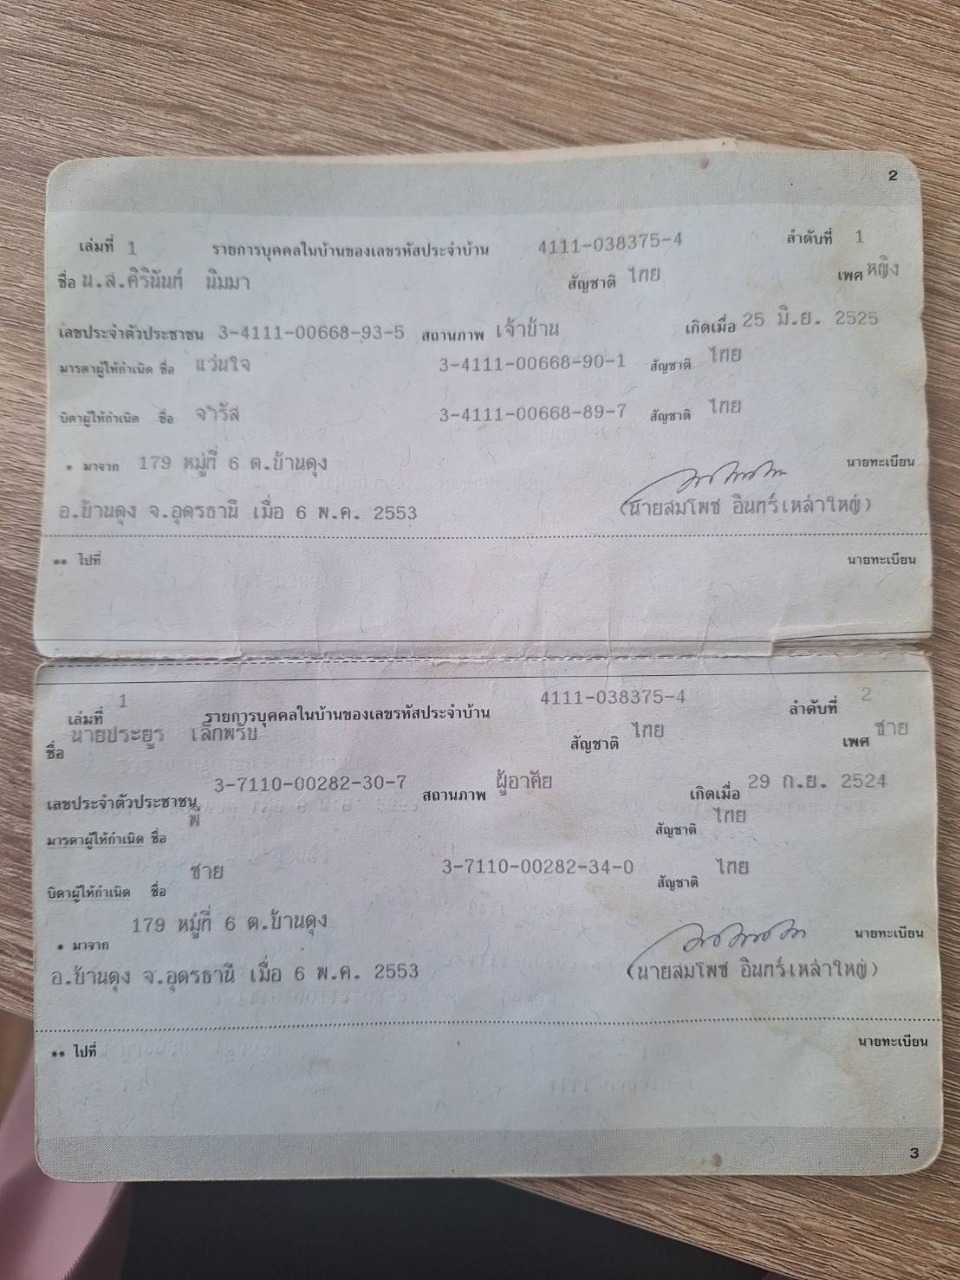 2
เล่มที่ 1 รายการบุคคลในบ้านของเลขรหัสประจำบ้าน 4111-038375-4 ลำดับที่ 1
ชื่อ น.ส.ศิรินันท์ นิมมา สัญชาติ ไทย เพศ หญิง
เลขประจำตัวประชาชน 3-4111-00668-93-5 สถานภาพ เจ้าบ้าน เกิดเมื่อ 25 มิ.ย. 2525
มารดาผู้ให้กำเนิด ชื่อ แว่นใจ 3-4111-00668-90-1 สัญชาติ ไทย
บิดาผู้ให้กำเนิด ชื่อ จำรัส 3-4111-00668-89-7 สัญชาติ ไทย
* มาจาก 179 หมู่ที่ 6 ต.บ้านดุง นายทะเบียน
อ.บ้านดุง จ.อุดรธานี เมื่อ 6 พ.ค. 2553 (นายสมโพช อินทร์เหล่าใหญ่)
** ไปที่ นายทะเบียน
เล่มที่ 1 รายการบุคคลในบ้านของเลขรหัสประจำบ้าน 4111-038375-4 ลำดับที่ 2
ชื่อ นายประยูร เล็กพรับ สัญชาติ ไทย เพศ ชาย
เลขประจำตัวประชาชน 3-7110-00282-30-7 สถานภาพ ผู้อาศัย เกิดเมื่อ 29 ก.ย. 2524
มารดาผู้ให้กำเนิด ชื่อ พี สัญชาติ ไทย
บิดาผู้ให้กำเนิด ชื่อ ชาย 3-7110-00282-34-0 สัญชาติ ไทย
* มาจาก 179 หมู่ที่ 6 ต.บ้านดุง นายทะเบียน
อ.บ้านดุง จ.อุดรธานี เมื่อ 6 พ.ค. 2553 (นายสมโพช อินทร์เหล่าใหญ่)
** ไปที่ นายทะเบียน
3